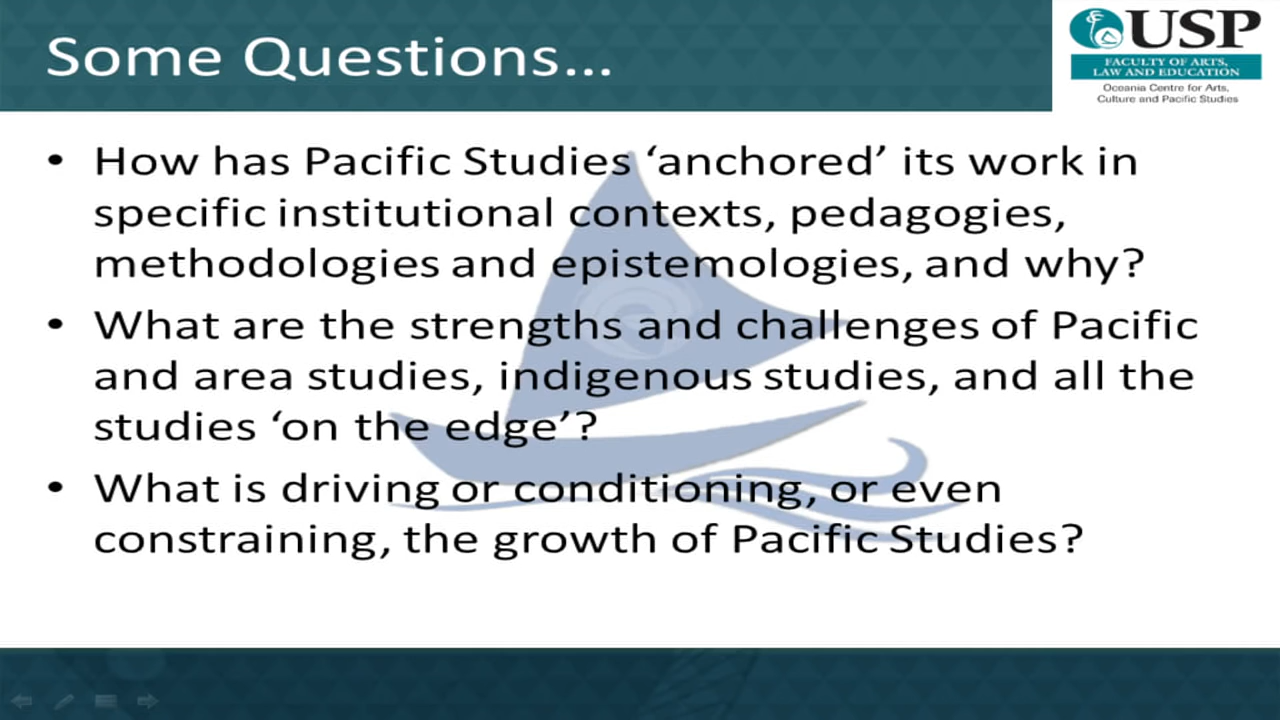 Some Questions...
USP
FACULTY OF ARTS,
LAW AND EDUCATION
Oceania Centre for Arts,
Culture and Pacific Studies
• How has Pacific Studies ‘anchored’ its work in
specific institutional contexts, pedagogies,
methodologies and epistemologies, and why?
• What are the strengths and challenges of Pacific
and area studies, indigenous studies, and all the
studies ‘on the edge’?
• What is driving or conditioning, or even
constraining, the growth of Pacific Studies?